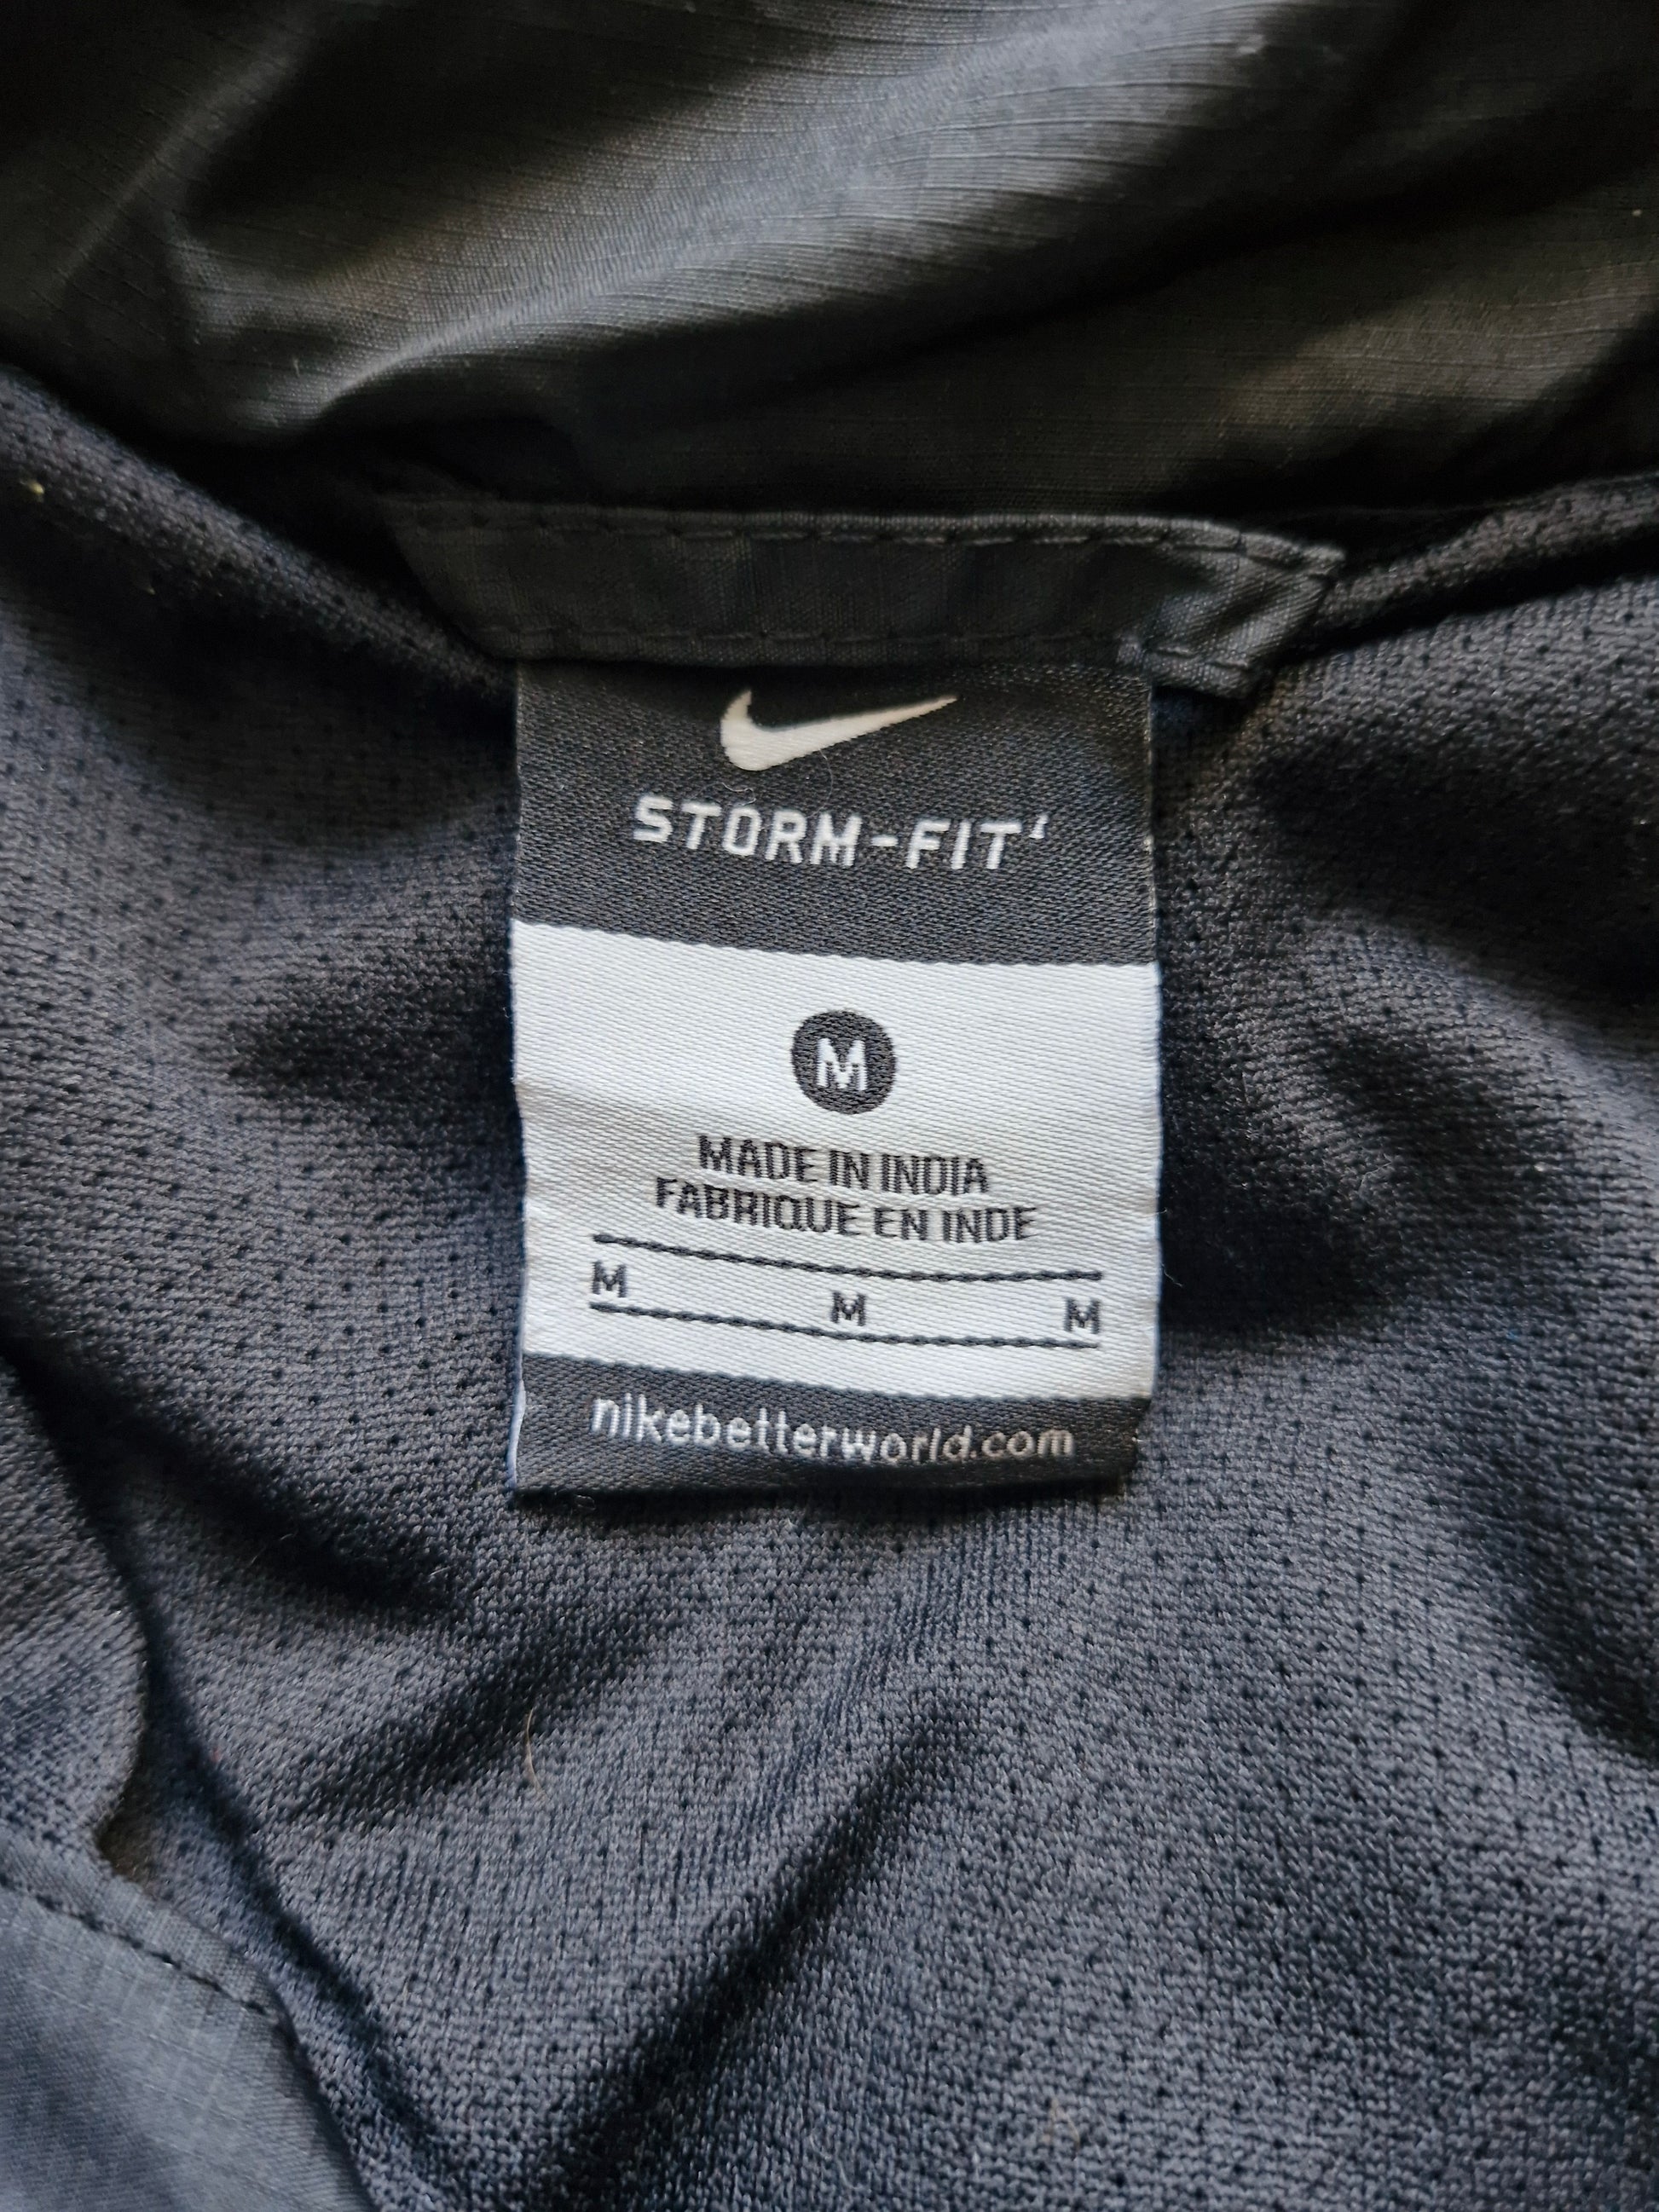 STORM-FIT
M
MADE IN INDIA
FABRIQUE EN INDE
M M M
nikebetterworld.com